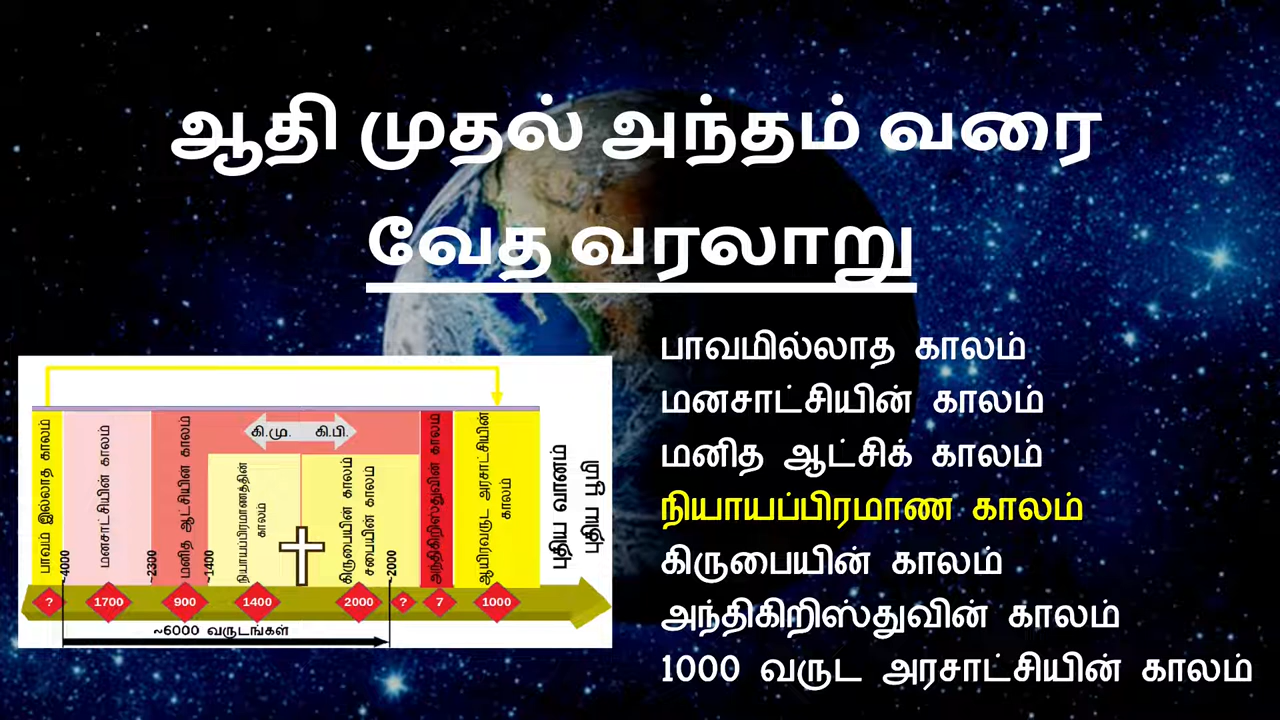 ஆதி முதல் அந்தம் வரை
வேத வரலாறு
பாவமில்லாத காலம்
மனசாட்சியின் காலம்
மனித ஆட்சிக் காலம்
நியாயப்பிரமாண காலம்
கிருபையின் காலம்
அந்திகிறிஸ்துவின் காலம்
1000 வருட அரசாட்சியின் காலம்
பாவம் இல்லாத காலம்
~4000
மனசாட்சியின் காலம்
~2300
மனித ஆட்சியின் காலம்
~1400
கி.மு. கி.பி.
நியாயபிரமாணத்தின்
காலம்
கிருபையின் காலம்
சபையின் காலம்
~2000
அந்திகிறிஸ்துவின் காலம்
ஆயிரவருட அரசாட்சியின்
காலம்
புதிய வானம்
புதிய பூமி
? 1700 900 1400 2000 ? 7 1000
~6000 வருடங்கள்